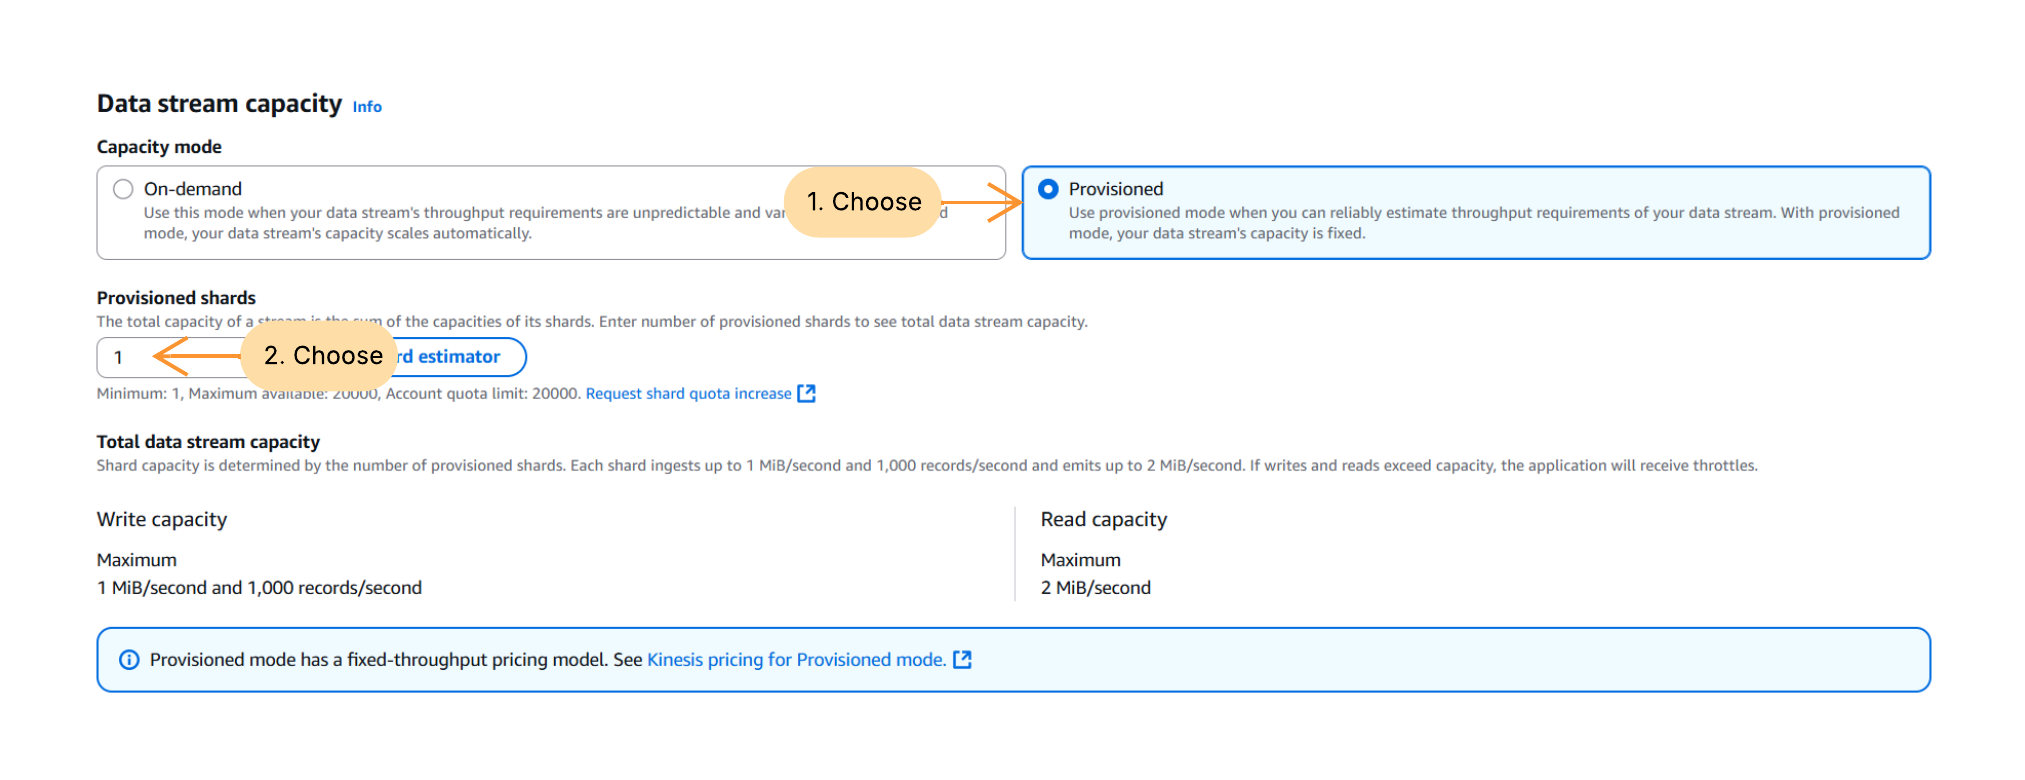 Data stream capacity Info
Capacity mode
On-demand
Use this mode when your data stream's throughput requirements are unpredictable and
mode, your data stream's capacity scales automatically.
1. Choose
Provisioned
Use provisioned mode when you can reliably estimate throughput requirements of your data stream. With provisioned
mode, your data stream's capacity is fixed.
Provisioned shards
The total capacity of a stream is the sum of the capacities of its shards. Enter number of provisioned shards to see total data stream capacity.
1
2. Choose
estimator
Minimum: 1, Maximum available: 20000, Account quota limit: 20000. Request shard quota increase
Total data stream capacity
Shard capacity is determined by the number of provisioned shards. Each shard ingests up to 1 MiB/second and 1,000 records/second and emits up to 2 MiB/second. If writes and reads exceed capacity, the application will receive throttles.
Write capacity
Maximum
1 MiB/second and 1,000 records/second
Read capacity
Maximum
2 MiB/second
Provisioned mode has a fixed-throughput pricing model. See Kinesis pricing for Provisioned mode.